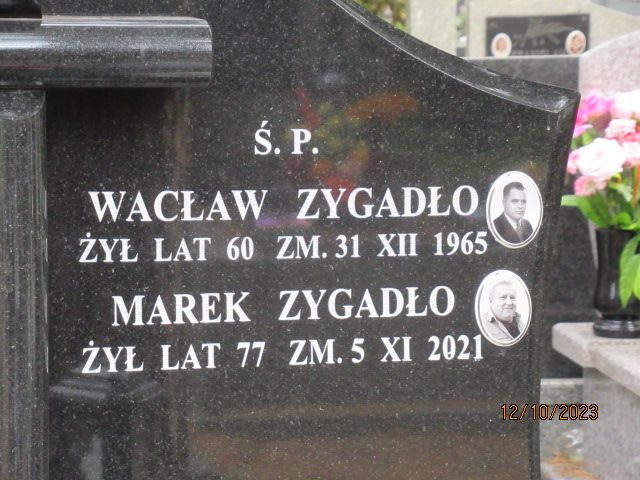 Ś. P.
WACŁAW ZYGADŁO
ŻYŁ LAT 60 ZM. 31 XII 1965
MAREK ZYGADŁO
ŻYŁ LAT 77 ZM. 5 XI 2021
12/10/2023